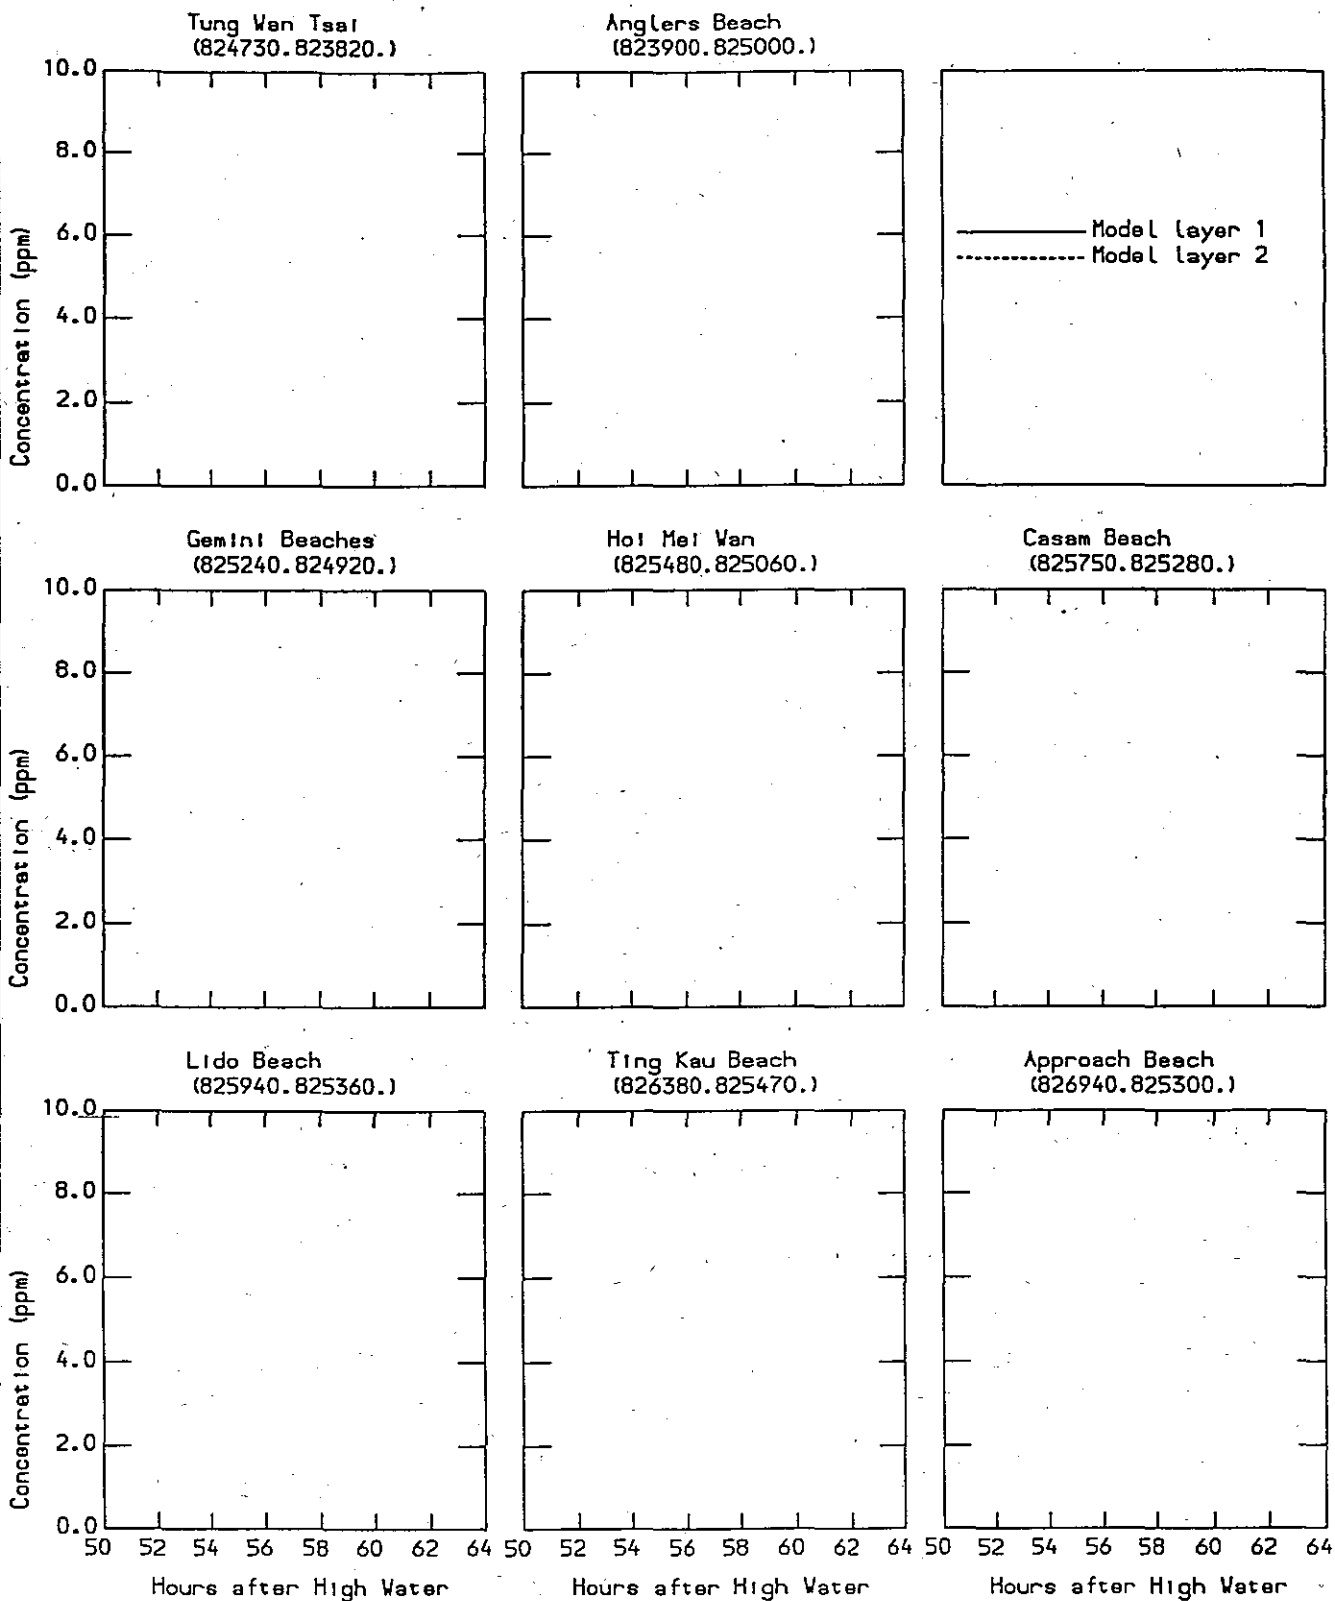 Tung Wan Tsai
(824730.823820.)
Anglers Beach
(823900.825000.)
10.0
8.0
6.0
4.0
2.0
0.0
Concentration (ppm)
Model layer 1
Model layer 2
Gemini Beaches
(825240.824920.)
Hoi Mei Wan
(825480.825060.)
Casam Beach
(825750.825280.)
10.0
8.0
6.0
4.0
2.0
0.0
Concentration (ppm)
Lido Beach
(825940.825360.)
Ting Kau Beach
(826380.825470.)
Approach Beach
(826940.825300.)
10.0
8.0
6.0
4.0
2.0
0.0
Concentration (ppm)
50 52 54 56 58 60 62 64
50 52 54 56 58 60 62 64
50 52 54 56 58 60 62 64
Hours after High Water
Hours after High Water
Hours after High Water